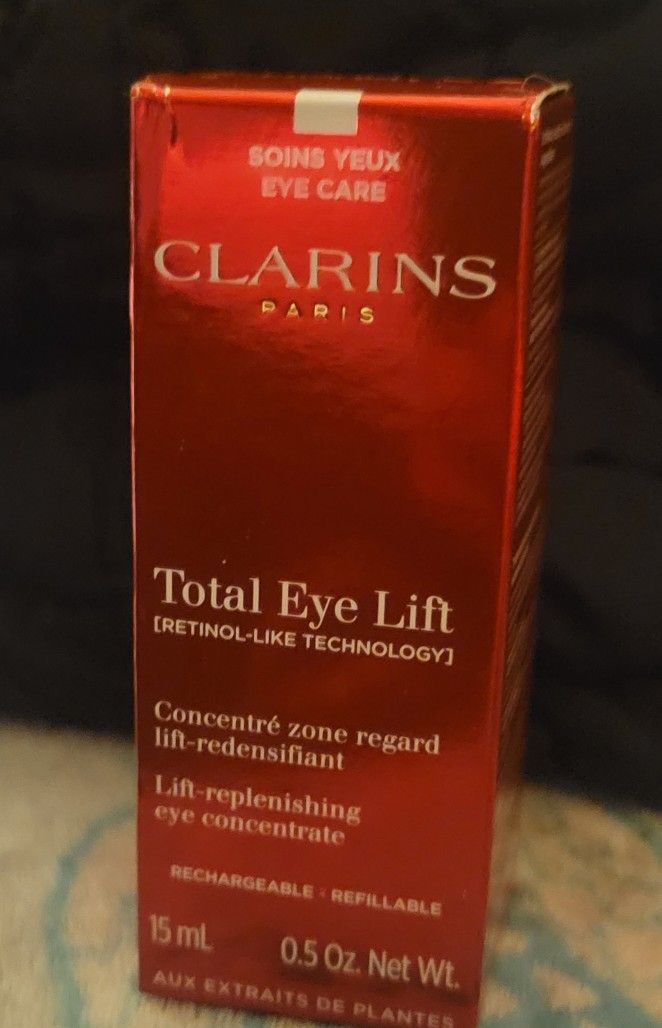 SOINS YEUX
EYE CARE
CLARINS
PARIS
Total Eye Lift
[RETINOL-LIKE TECHNOLOGY]
Concentré zone regard
lift-redensifiant
Lift-replenishing
eye concentrate
RECHARGEABLE - REFILLABLE
15 mL 0.5 Oz. Net Wt.
AUX EXTRAITS DE PLANTES